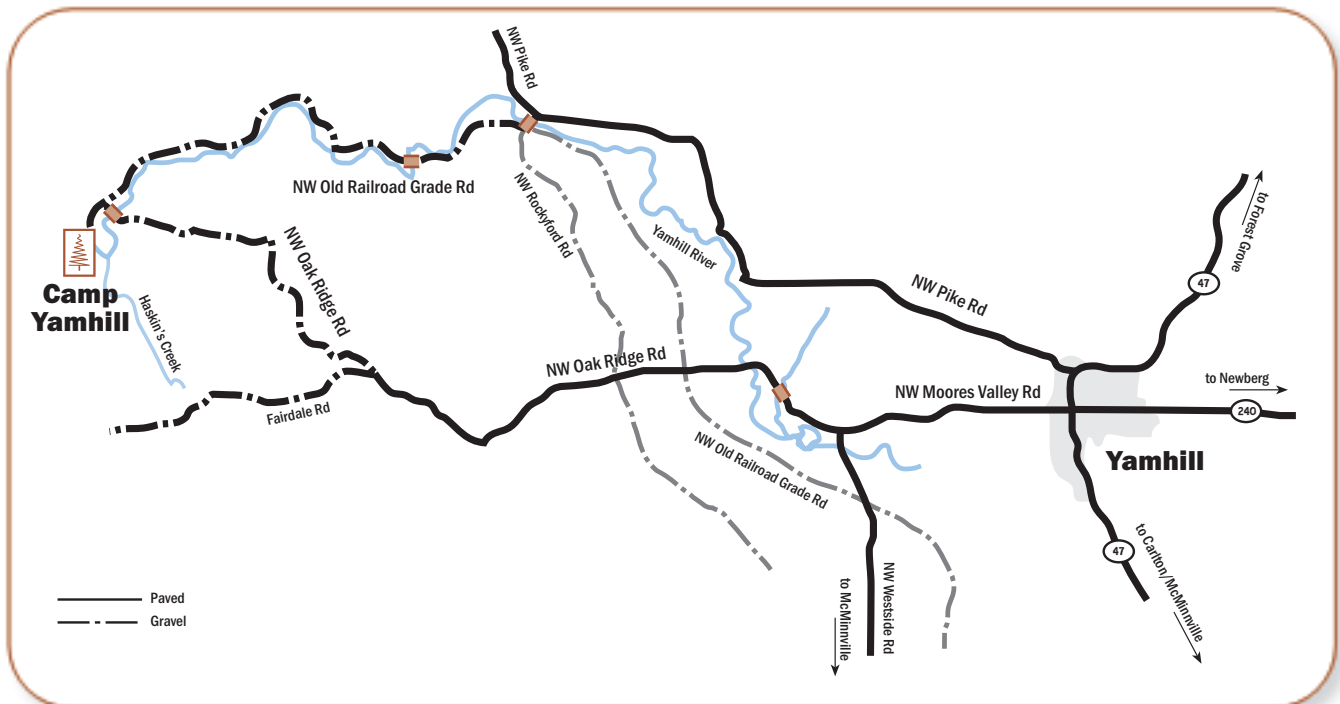 NW Pike Rd
NW Old Railroad Grade Rd
NW Rockyford Rd
Yamhill River
to Forest Grove
47
Camp
Yamhill
NW Oak Ridge Rd
Haskin's Creek
NW Pike Rd
NW Oak Ridge Rd
to Newberg
NW Moores Valley Rd
240
Fairdale Rd
NW Old Railroad Grade Rd
Yamhill
47
to Carlton/McMinnville
NW Westside Rd
to McMinnville
Paved
Gravel